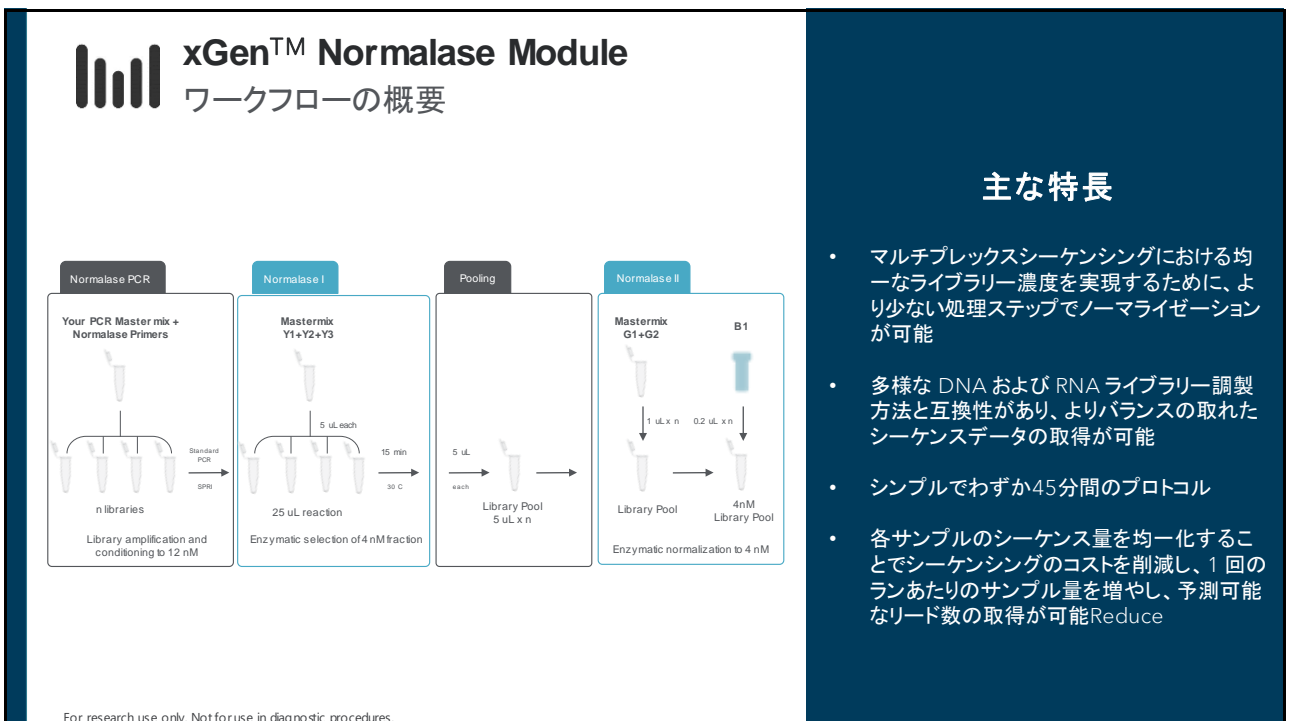 xGen™ Normalase Module
ワークフローの概要
Normalase PCR
Your PCR Master mix +
Normalase Primers
Standard
PCR
SPRI
n libraries
Library amplification and
conditioning to 12 nM
Normalase I
Mastermix
Y1+Y2+Y3
5 uL each
15 min
30 C
25 uL reaction
Enzymatic selection of 4 nM fraction
Pooling
5 uL
each
Library Pool
5 uL x n
Normalase II
Mastermix
G1+G2
B1
1 uL x n
0.2 uL x n
Library Pool
4nM
Library Pool
Enzymatic normalization to 4 nM
For research use only. Not for use in diagnostic procedures.
主な特長
• マルチプレックスシーケンシングにおける均
一なライブラリー濃度を実現するために、よ
り少ない処理ステップでノーマライゼーション
が可能
• 多様な DNA および RNA ライブラリー調製
方法と互換性があり、よりバランスの取れた
シーケンスデータの取得が可能
• シンプルでわずか45分間のプロトコル
• 各サンプルのシーケンス量を均一化するこ
とでシーケンシングのコストを削減し、1 回の
ランあたりのサンプル量を増やし、予測可能
なリード数の取得が可能Reduce